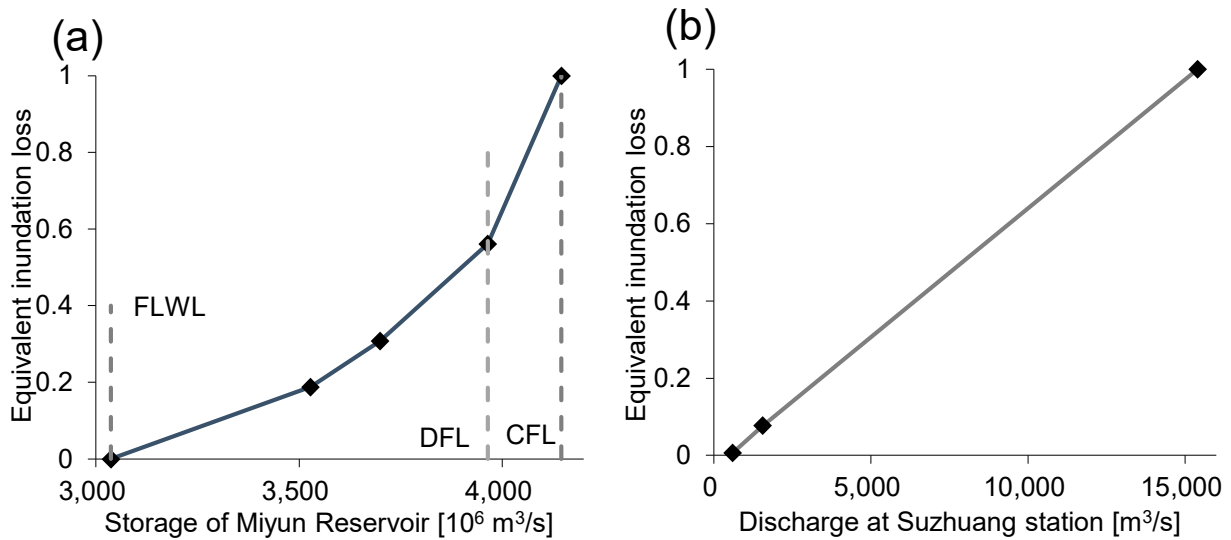 (a)
Equivalent inundation loss
1
0.8
0.6
0.4
0.2
0
FLWL
DFL
CFL
3,000
3,500
4,000
Storage of Miyun Reservoir [10⁶ m³/s]
(b)
Equivalent inundation loss
1
0.8
0.6
0.4
0.2
0
0
5,000
10,000
15,000
Discharge at Suzhuang station [m³/s]